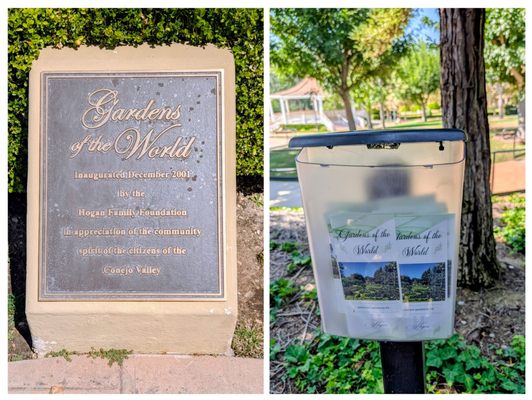 Gardens
of the World
Inaugurated December 2001
by the
Hogan Family Foundation
in appreciation of the community
spirit of the citizens of the
Conejo Valley
Gardens of the
World
Gardens of the
World